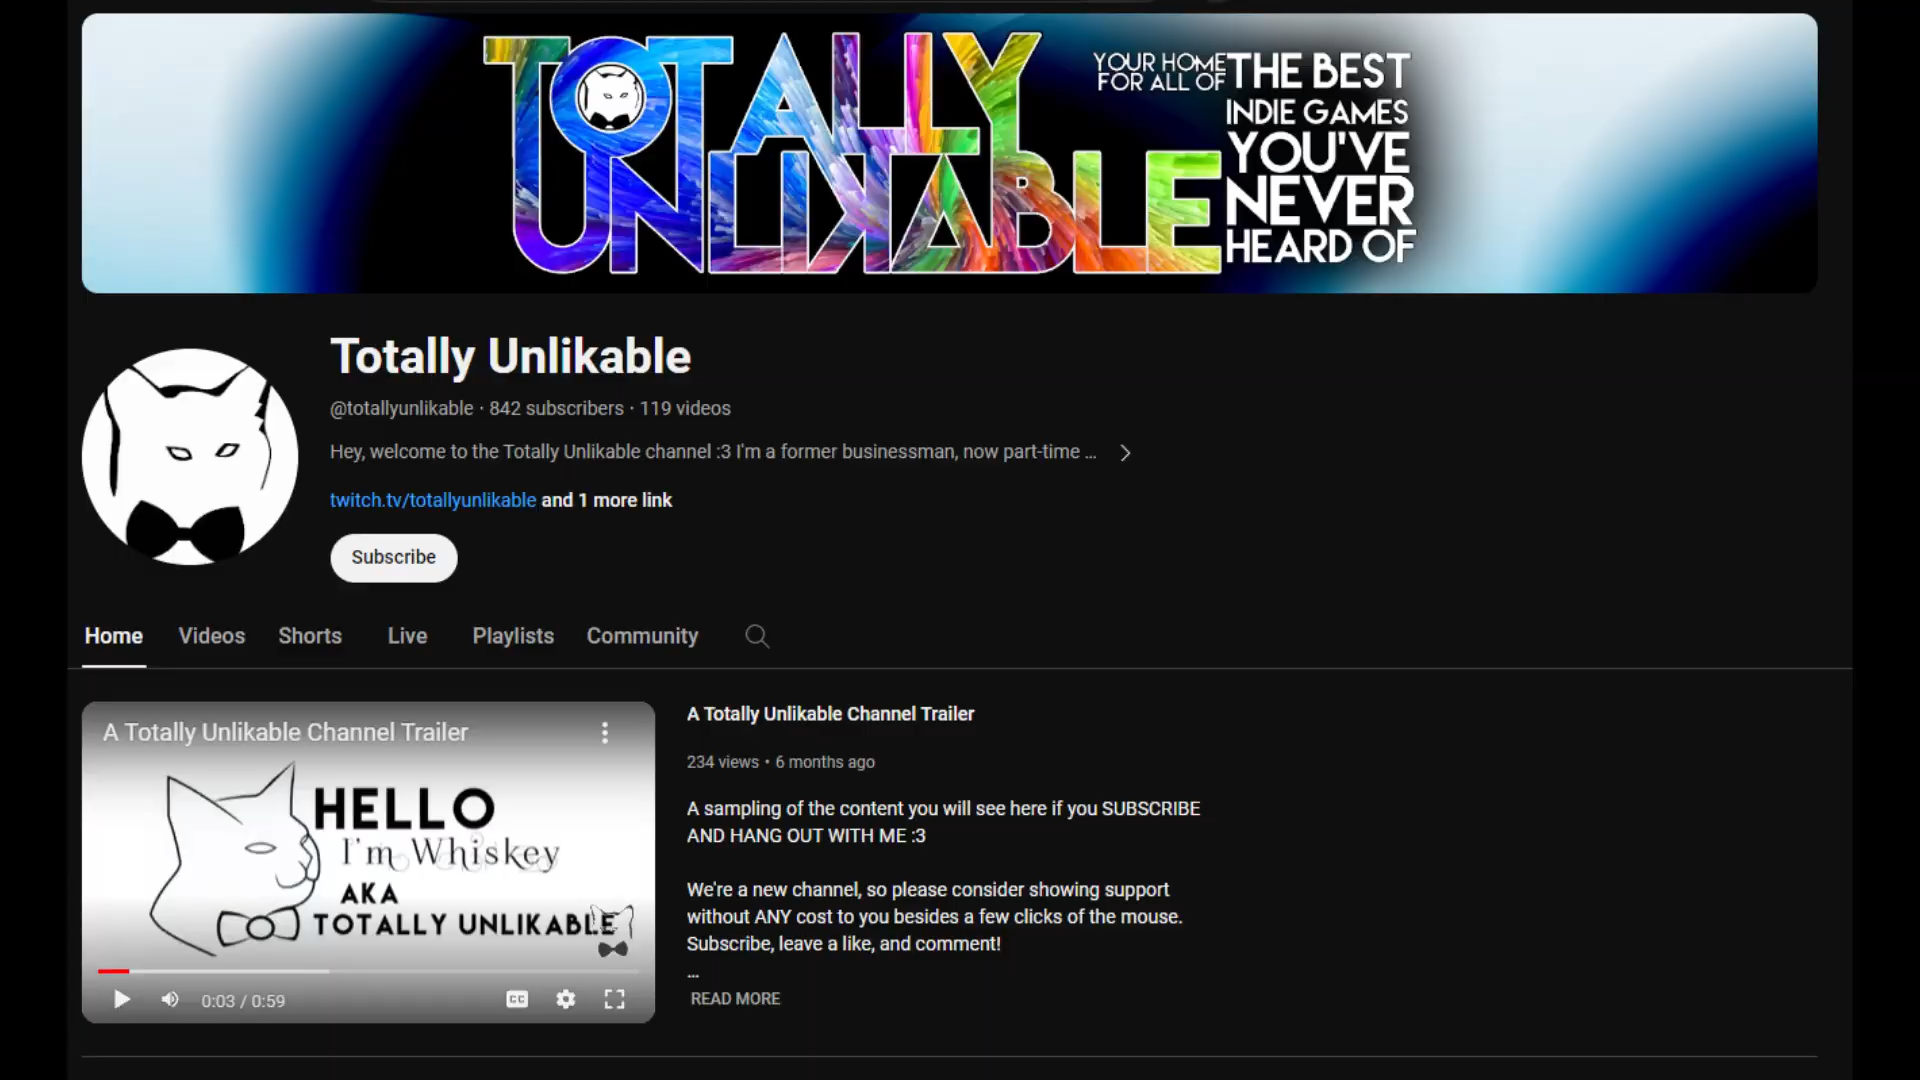 TOTALLY
UNLIKABLE
YOUR HOME
FOR ALL OF
THE BEST
INDIE GAMES
YOU'VE
NEVER
HEARD OF
Totally Unlikable
@totallyunlikable · 842 subscribers · 119 videos
Hey, welcome to the Totally Unlikable channel :3 I'm a former businessman, now part-time ...
twitch.tv/totallyunlikable and 1 more link
Subscribe
Home Videos Shorts Live Playlists Community
A Totally Unlikable Channel Trailer
HELLO
I'm Whiskey
AKA
TOTALLY UNLIKABLE
0:03 / 0:59
CC
A Totally Unlikable Channel Trailer
234 views • 6 months ago
A sampling of the content you will see here if you SUBSCRIBE
AND HANG OUT WITH ME :3
We're a new channel, so please consider showing support
without ANY cost to you besides a few clicks of the mouse.
Subscribe, leave a like, and comment!
...
READ MORE